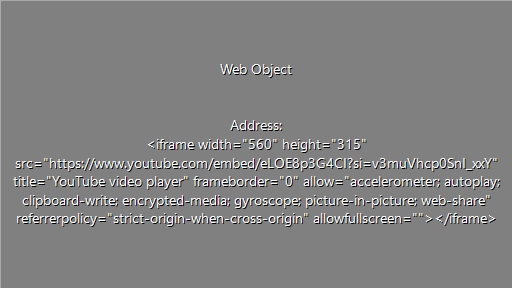 Web Object
Address:
<iframe width="560" height="315"
src="https://www.youtube.com/embed/eLOE8p3G4CI?si=v3muVhcp0SnI_xxY"
title="YouTube video player" frameborder="0" allow="accelerometer; autoplay;
clipboard-write; encrypted-media; gyroscope; picture-in-picture; web-share"
referrerpolicy="strict-origin-when-cross-origin" allowfullscreen=""></iframe>